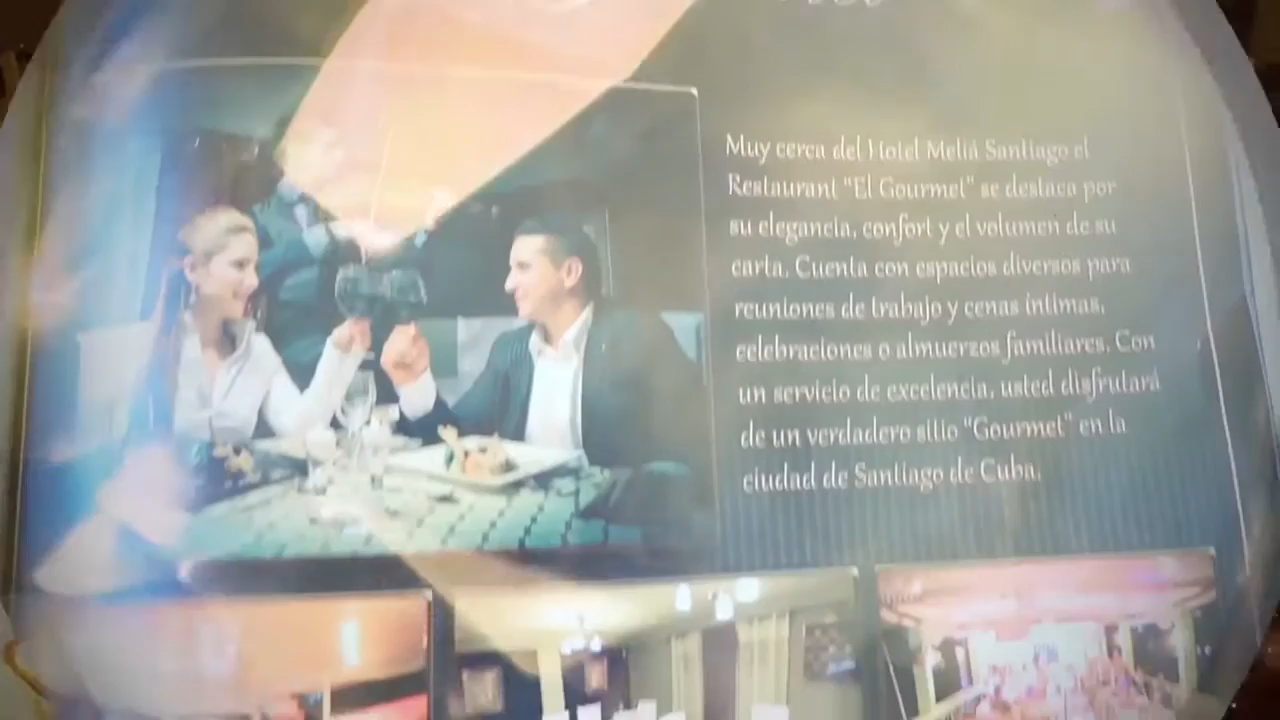 Muy cerca del Hotel Meliá Santiago el
Restaurant "El Gourmet" se destaca por
su elegancia, confort y el volumen de su
carta. Cuenta con espacios diversos para
reuniones de trabajo y cenas íntimas,
celebraciones o almuerzos familiares. Con
un servicio de excelencia, usted disfrutará
de un verdadero sitio "Gourmet" en la
ciudad de Santiago de Cuba.